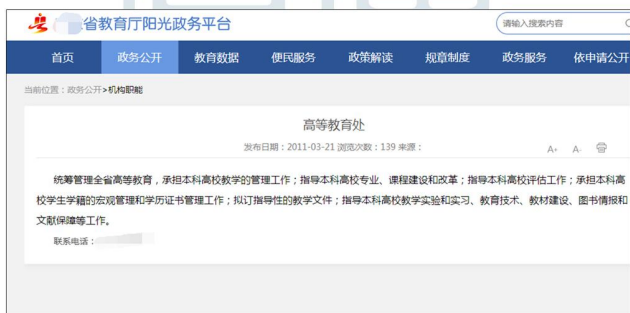 省教育厅阳光政务平台
请输入搜索内容
首页 政务公开 教育数据 便民服务 政策解读 规章制度 政务服务 依申请公开
当前位置：政务公开>机构职能
高等教育处
发布日期：2011-03-21 浏览次数：139 来源：
A+ A-
统筹管理全省高等教育，承担本科高校教学的管理工作；指导本科高校专业、课程建设和改革；指导本科高校评估工作；承担本科高
校学生学籍的宏观管理和学历证书管理工作；拟订指导性的教学文件；指导本科高校教学实验和实习、教育技术、教材建设、图书情报和
文献保障等工作。
联系电话：